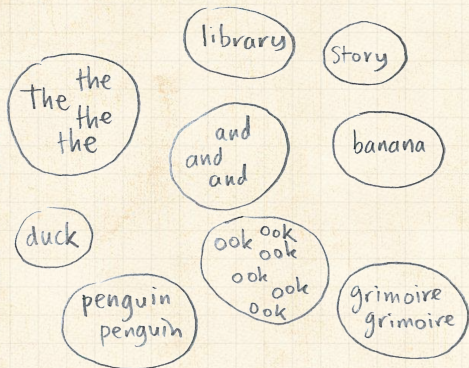 library
Story
The the
the
the
and
and
and
banana
duck
ook ook
ook
ook
ook
ook
penguin
penguin
grimoire
grimoire